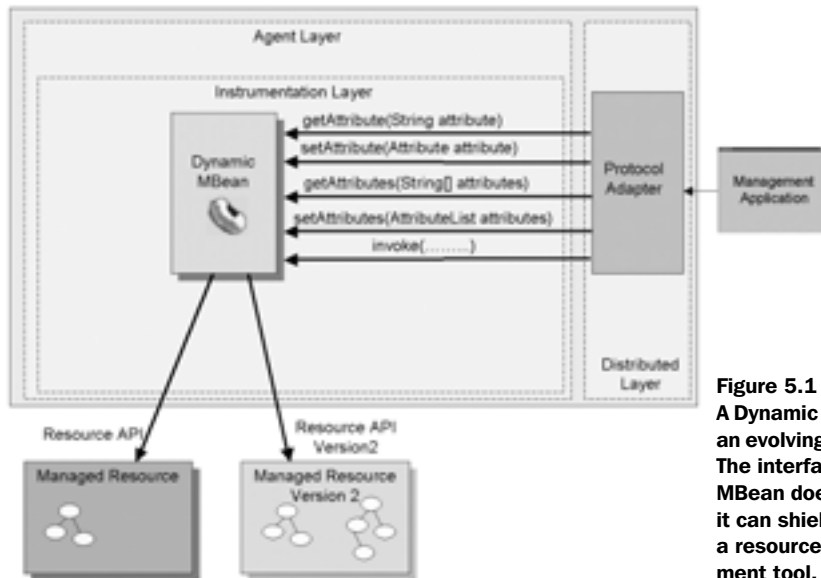 Agent Layer
Instrumentation Layer
getAttribute(String attribute)
setAttribute(Attribute attribute)
getAttributes(String[] attributes)
setAttributes(AttributeList attributes)
invoke(........)
Dynamic
MBean
Protocol
Adapter
Management
Application
Distributed
Layer
Resource API
Resource API
Version2
Managed Resource
Managed Resource
Version 2
Figure 5.1
A Dynamic
an evolving
The interfa
MBean doe
it can shiel
a resource
ment tool.